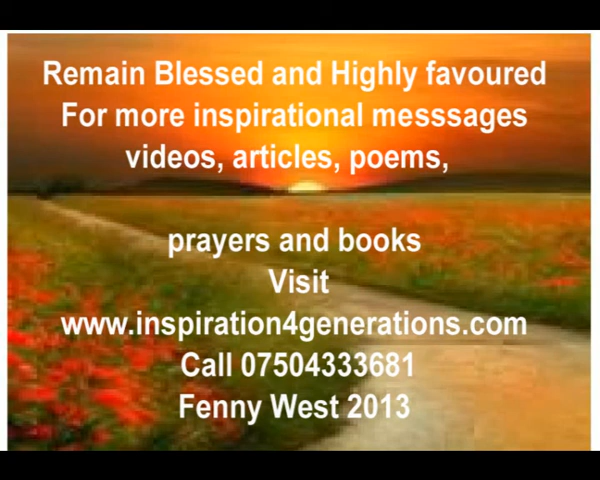 Remain Blessed and Highly favoured
For more inspirational messsages
videos, articles, poems,
prayers and books
Visit
www.inspiration4generations.com
Call 07504333681
Fenny West 2013